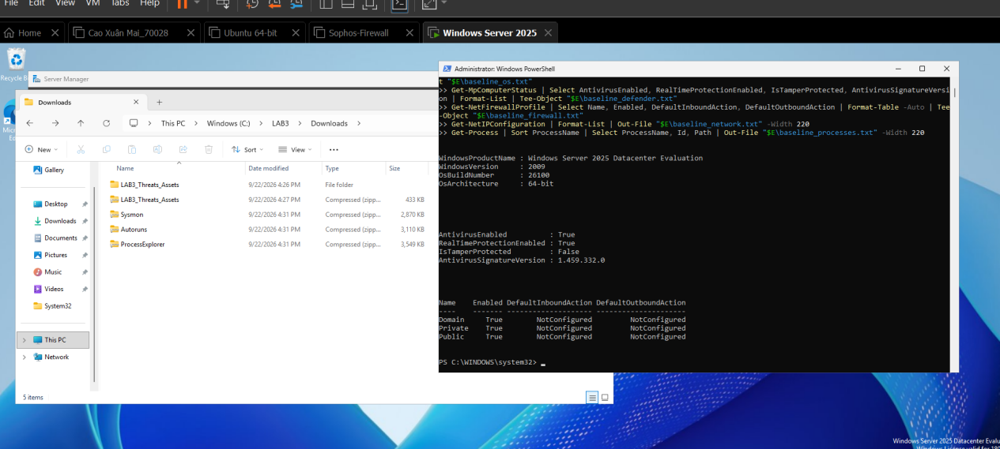 File Edit View VM Tabs Help
Home Cao Xuân Mai_70028 Ubuntu 64-bit Sophos-Firewall Windows Server 2025
Recycle
Server Manager
Downloads
This PC > Windows (C:) > LAB3 > Downloads >
New Sort View
Name Date modified Type Size
LAB3_Threats_Assets 9/22/2026 4:26 PM File folder
LAB3_Threats_Assets 9/22/2026 4:27 PM Compressed (zipp... 433 KB
Sysmon 9/22/2026 4:31 PM Compressed (zipp... 2,870 KB
Autoruns 9/22/2026 4:31 PM Compressed (zipp... 3,110 KB
ProcessExplorer 9/22/2026 4:31 PM Compressed (zipp... 3,549 KB
Gallery
Desktop
Downloads
Documents
Pictures
Music
Videos
System32
This PC
Network
5 items
Administrator: Windows PowerShell
t "$E\baseline_os.txt"
>> Get-MpComputerStatus | Select AntivirusEnabled, RealTimeProtectionEnabled, IsTamperProtected, AntivirusSignatureVersi
on | Format-List | Tee-Object "$E\baseline_defender.txt"
>> Get-NetFirewallProfile | Select Name, Enabled, DefaultInboundAction, DefaultOutboundAction | Format-Table -Auto | Tee
-Object "$E\baseline_firewall.txt"
>> Get-NetIPConfiguration | Format-List | Out-File "$E\baseline_network.txt" -Width 220
>> Get-Process | Sort ProcessName | Select ProcessName, Id, Path | Out-File "$E\baseline_processes.txt" -Width 220
WindowsProductName : Windows Server 2025 Datacenter Evaluation
WindowsVersion : 2009
OsBuildNumber : 26100
OsArchitecture : 64-bit
AntivirusEnabled : True
RealTimeProtectionEnabled : True
IsTamperProtected : False
AntivirusSignatureVersion : 1.459.332.0
Name Enabled DefaultInboundAction DefaultOutboundAction
---- ------- -------------------- ---------------------
Domain True NotConfigured NotConfigured
Private True NotConfigured NotConfigured
Public True NotConfigured NotConfigured
PS C:\WINDOWS\system32>
Windows Server 2025 Datacenter Evalu